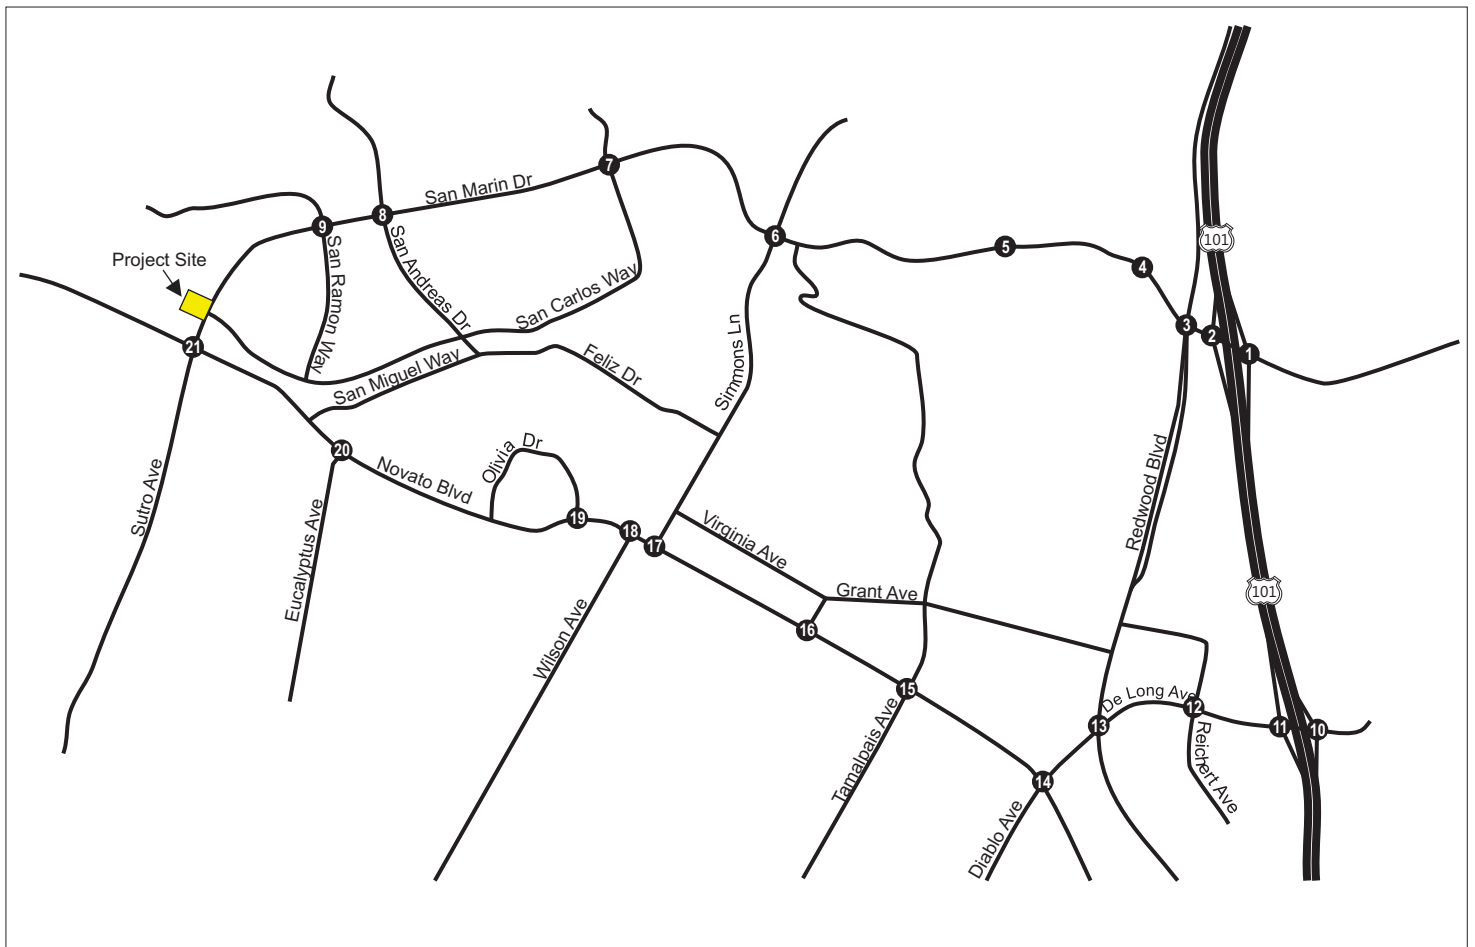 7
8
San Marin Dr
9
6
101
5
Project Site
San Ramon Way
San Andreas Dr
4
San Carlos Way
3
2
21
1
San Miguel Way
Feliz Dr
Simmons Ln
20
Olivia Dr
Novato Blvd
Redwood Blvd
Sutro Ave
19
18
17
Eucalyptus Ave
Virginia Ave
Grant Ave
101
Wilson Ave
16
15
De Long Ave
12
13
11
10
Tamalpais Ave
Reichert Ave
14
Diablo Ave